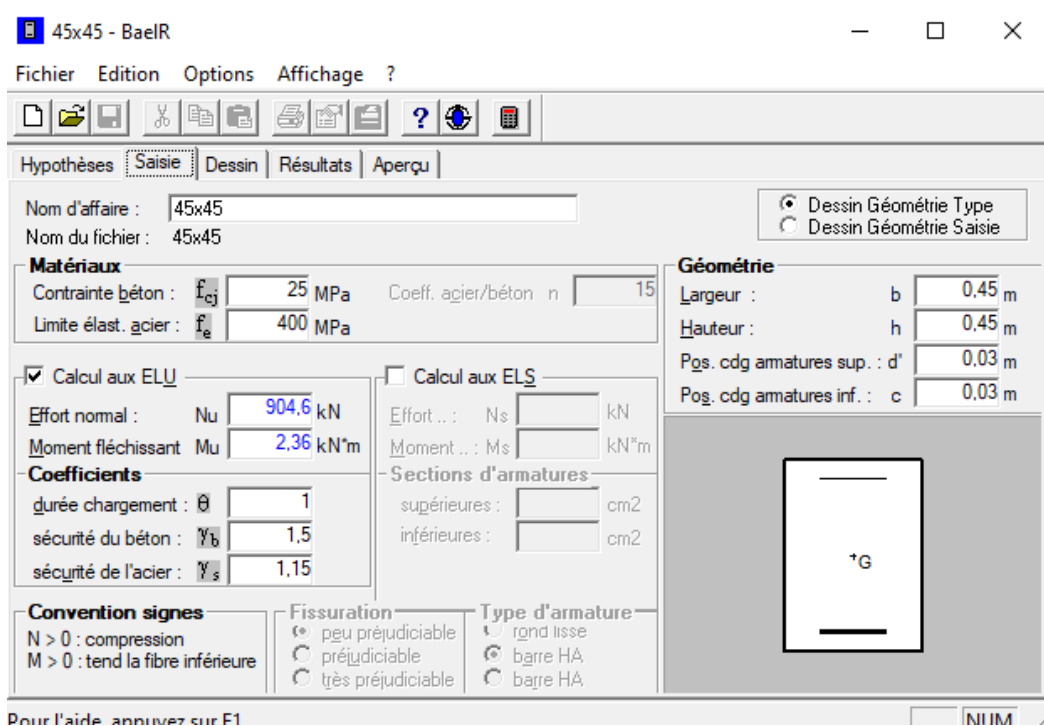 45x45 - BaelR
Fichier Edition Options Affichage ?
Hypothèses Saisie Dessin Résultats Aperçu
Nom d'affaire : 45x45
Nom du fichier : 45x45
Dessin Géométrie Type
Dessin Géométrie Saisie
Matériaux
Contrainte béton : fcj 25 MPa Coeff. acier/béton n 15
Limite élast. acier : fe 400 MPa
Géométrie
Largeur : b 0,45 m
Hauteur : h 0,45 m
Pos. cdg armatures sup. : d' 0,03 m
Pos. cdg armatures inf. : c 0,03 m
Calcul aux ELU
Effort normal : Nu 904,6 kN
Moment fléchissant Mu 2,36 kN*m
Calcul aux ELS
Effort .. : Ns kN
Moment .. : Ms kN*m
Coefficients
durée chargement : θ 1
sécurité du béton : γb 1,5
sécurité de l'acier : γs 1,15
Sections d'armatures
supérieures : cm2
inférieures : cm2
+G
Convention signes
N > 0 : compression
M > 0 : tend la fibre inférieure
Fissuration
peu préjudiciable
préjudiciable
très préjudiciable
Type d'armature
rond lisse
barre HA
barre HA
Pour l'aide, appuyez sur F1
NUM